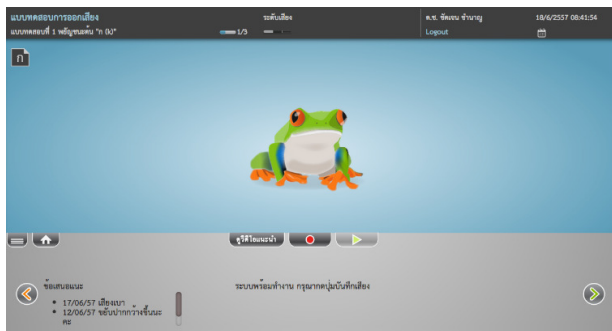 แบบทดสอบการออกเสียง
ระดับเสียง
ด.ช. ชัดเจน ชำนาญ
18/6/2557 08:41:54
แบบทดสอบที่ 1 พยัญชนะต้น "ก (k)"
1/5
Logout
ก
ดูวิดีโอแนะนำ
ข้อเสนอแนะ
ระบบพร้อมทำงาน กรุณากดปุ่มบันทึกเสียง
17/06/57 เสียงเบา
12/06/57 ขยับปากกว้างขึ้นนะ
คะ